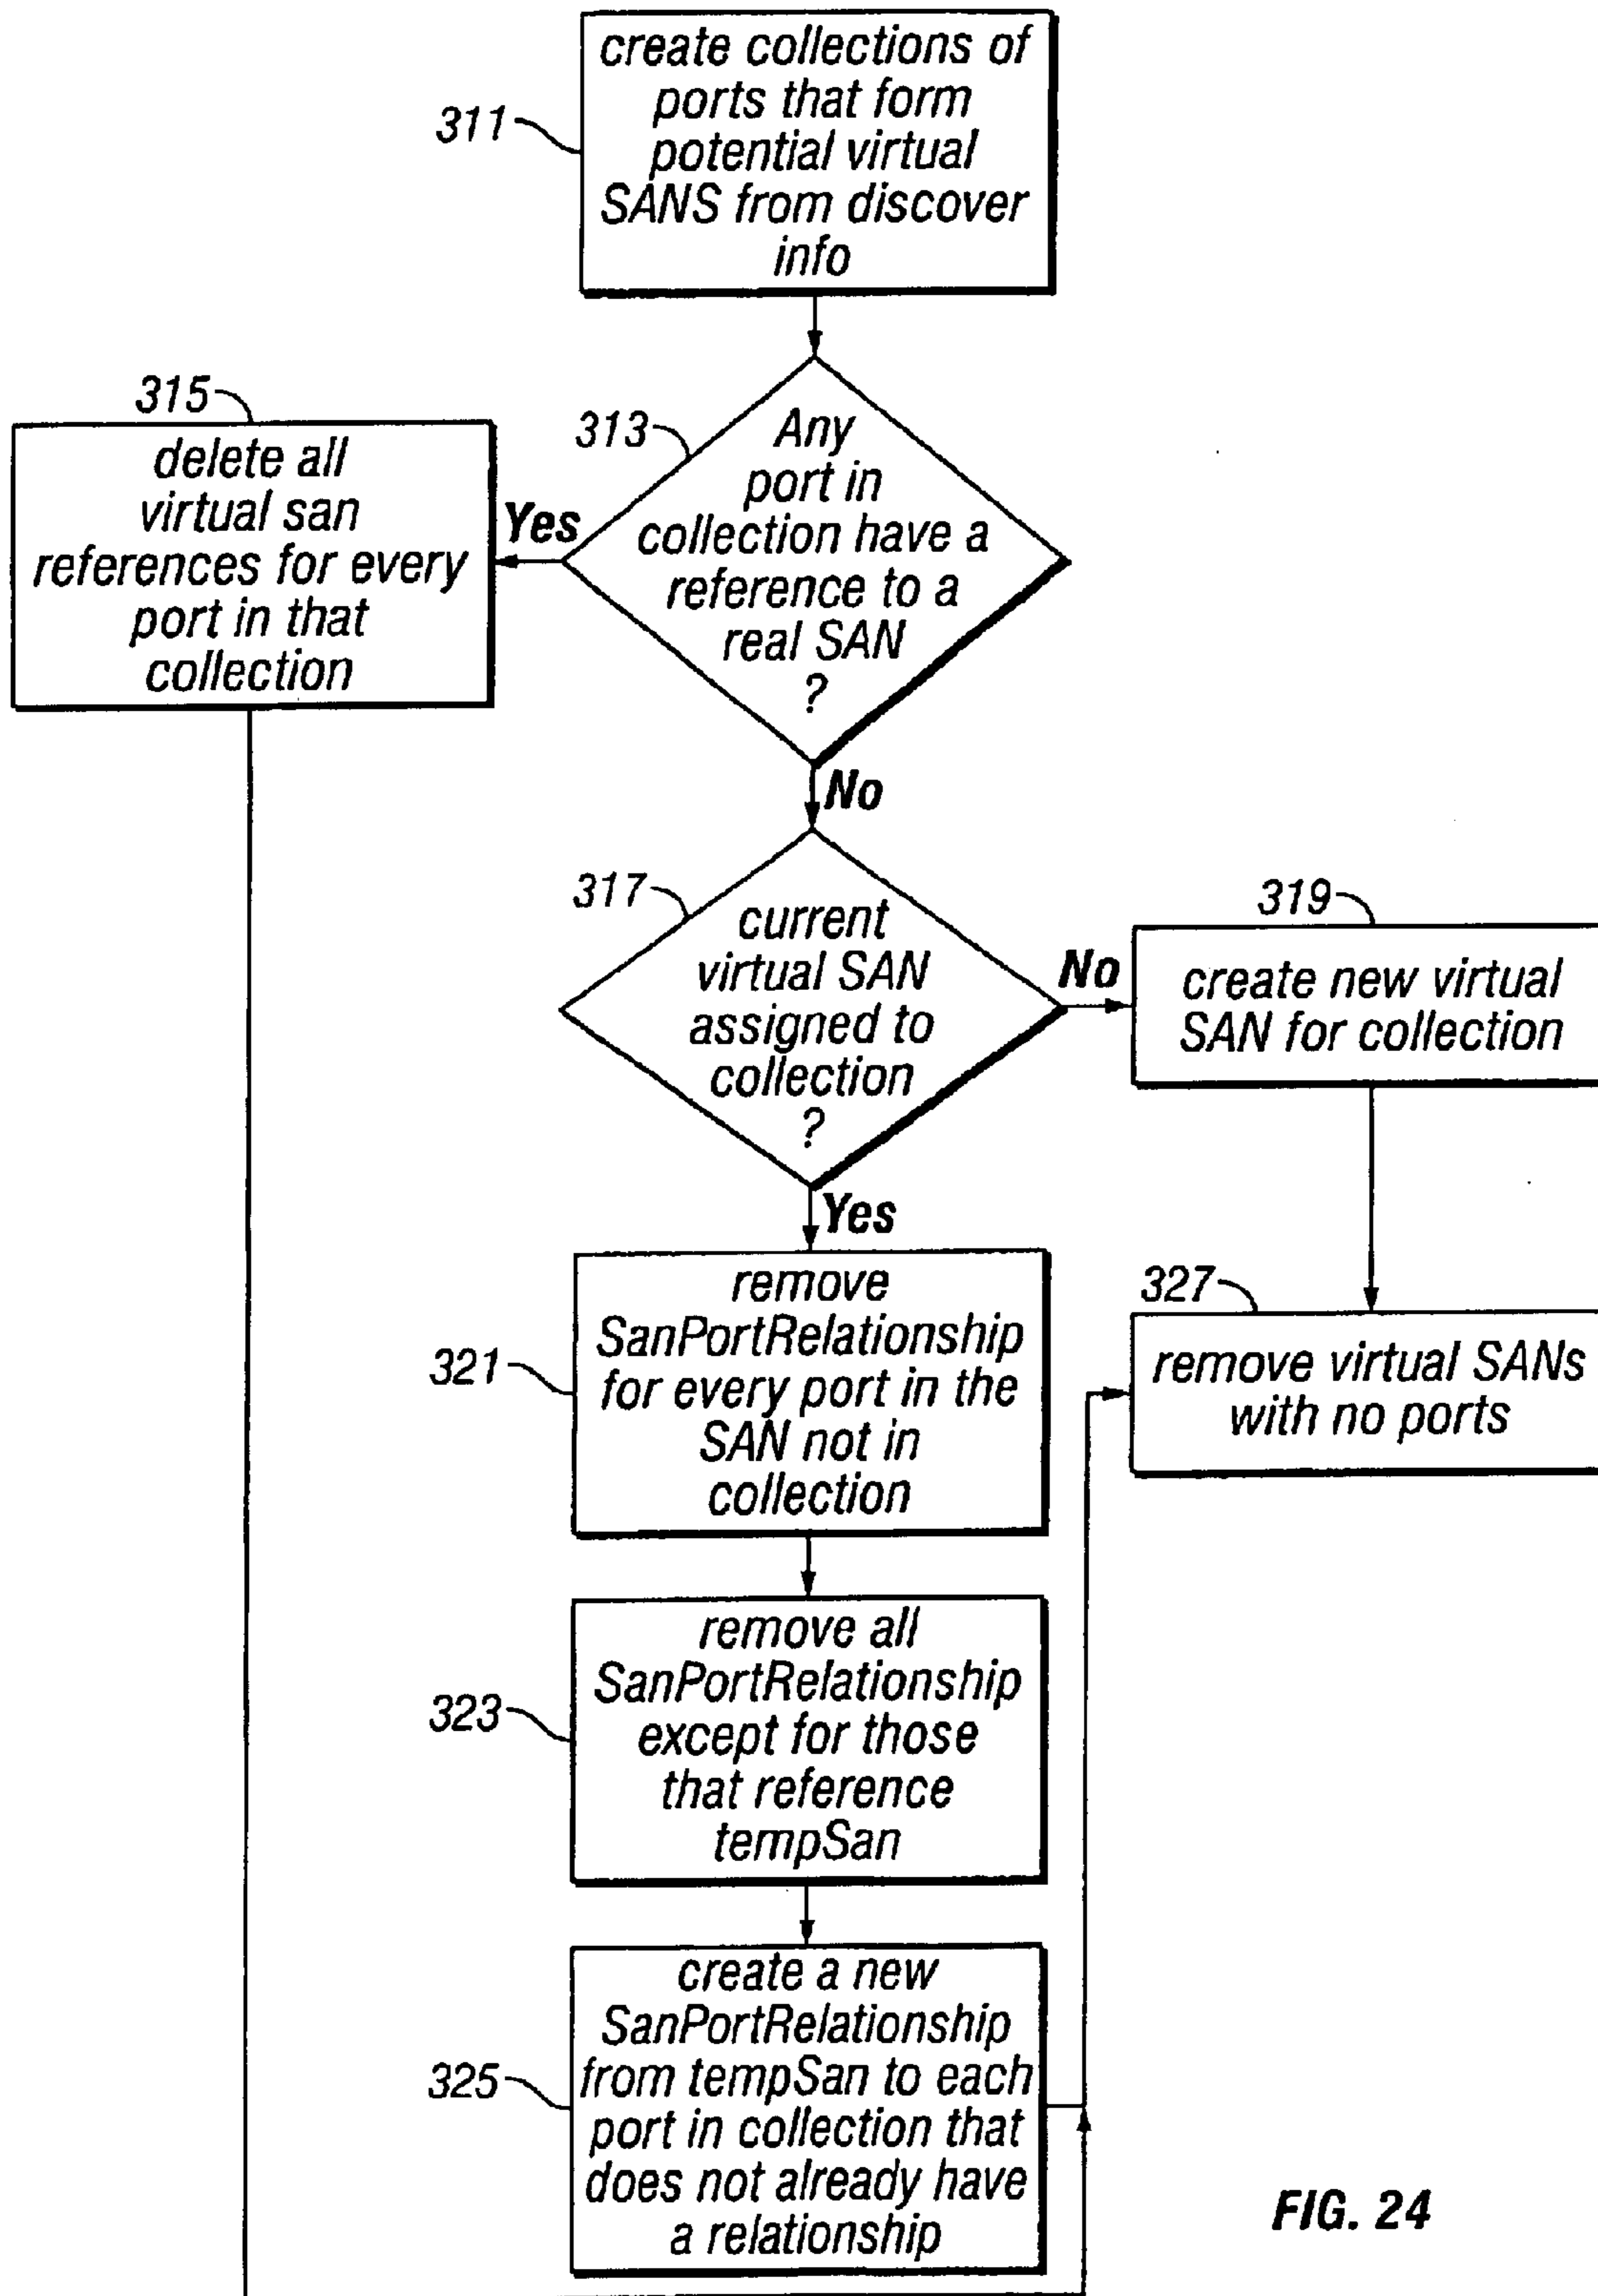 create collections of
ports that form
potential virtual
SANS from discover
info
311
315
delete all
virtual san
references for every
port in that
collection
Yes
313
Any
port in
collection have a
reference to a
real SAN
?
No
317
current
virtual SAN
assigned to
collection
?
No
319
create new virtual
SAN for collection
Yes
321
remove
SanPortRelationship
for every port in the
SAN not in
collection
327
remove virtual SANs
with no ports
323
remove all
SanPortRelationship
except for those
that reference
tempSan
325
create a new
SanPortRelationship
from tempSan to each
port in collection that
does not already have
a relationship
FIG. 24